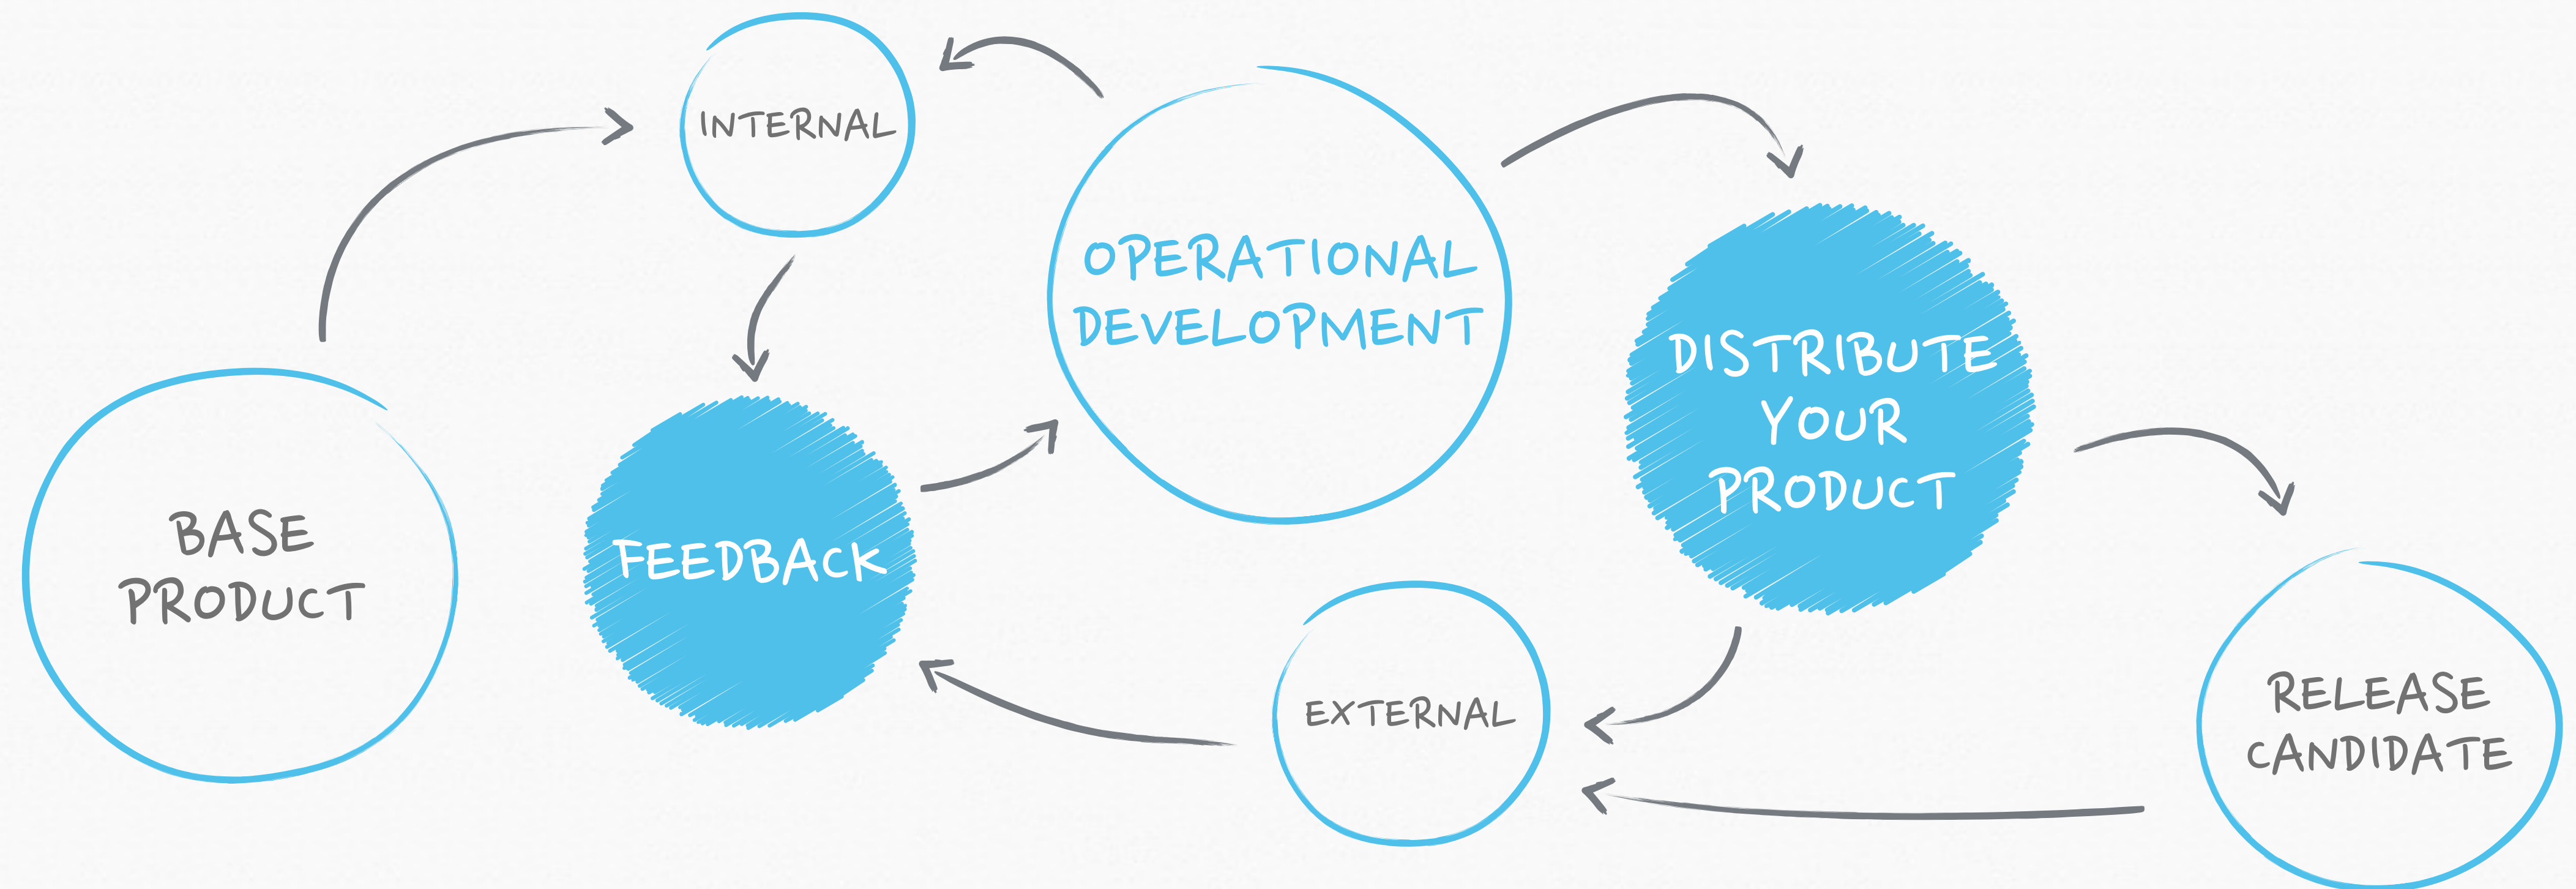 INTERNAL
OPERATIONAL
DEVELOPMENT
DISTRIBUTE
YOUR
PRODUCT
BASE
PRODUCT
FEEDBACK
EXTERNAL
RELEASE
CANDIDATE